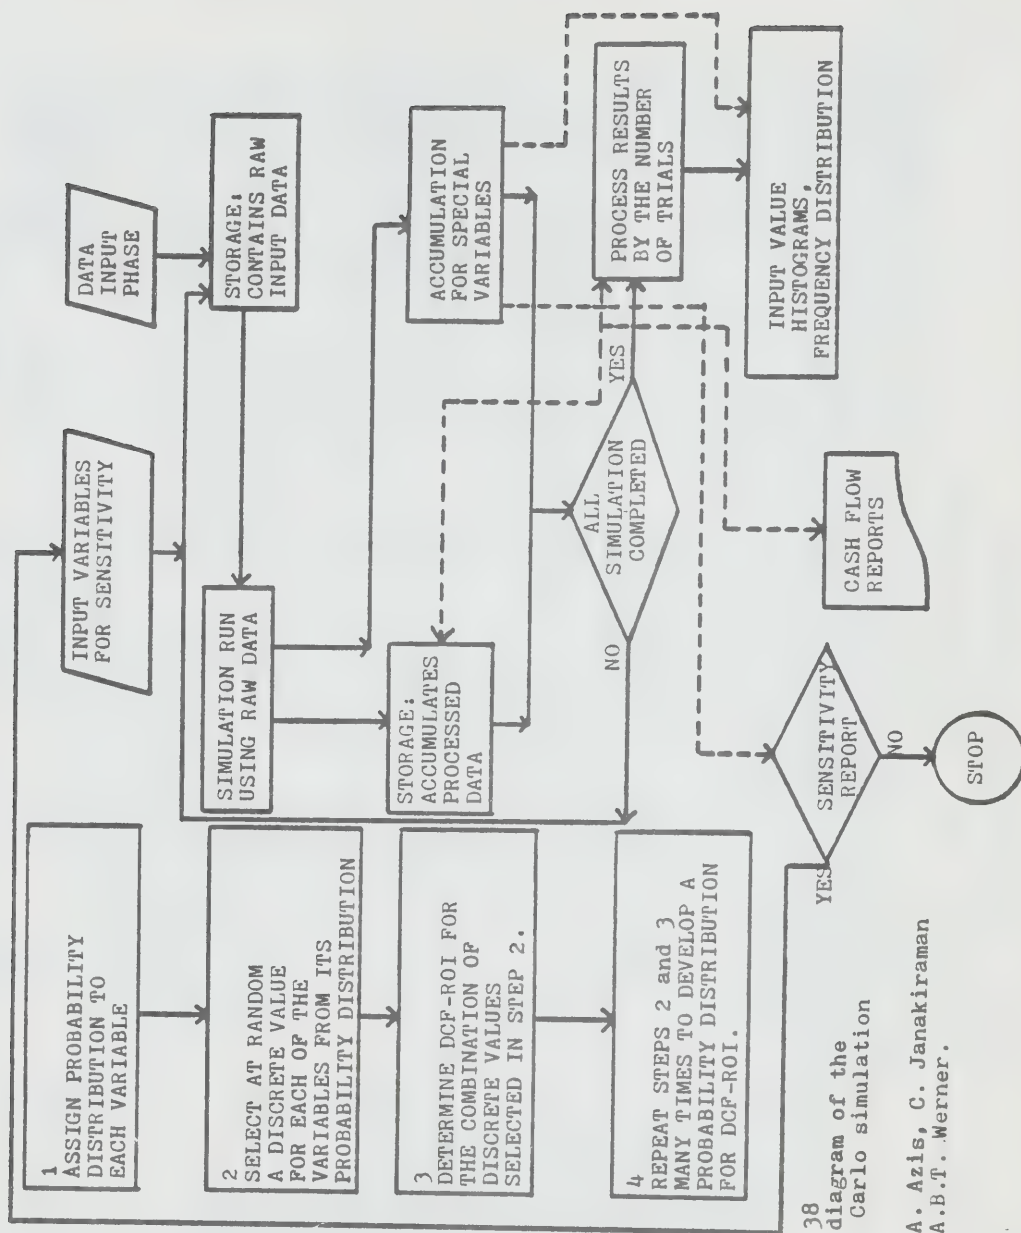 1
ASSIGN PROBABILITY
DISTRIBUTION TO
EACH VARIABLE
2
SELECT AT RANDOM
A DISCRETE VALUE
FOR EACH OF THE
VARIABLES FROM ITS
PROBABILITY DISTRIBUTION
3
DETERMINE DCF-ROI FOR
THE COMBINATION OF
DISCRETE VALUES
SELECTED IN STEP 2.
4
REPEAT STEPS 2 and 3
MANY TIMES TO DEVELOP A
PROBABILITY DISTRIBUTION
FOR DCF-ROI.
INPUT VARIABLES
FOR SENSITIVITY
DATA
INPUT
PHASE
STORAGE:
CONTAINS RAW
INPUT DATA
SIMULATION RUN
USING RAW DATA
STORAGE:
ACCUMULATES
PROCESSED
DATA
ACCUMULATION
FOR SPECIAL
VARIABLES
ALL
SIMULATION
COMPLETED
NO
YES
PROCESS RESULTS
BY THE NUMBER
OF TRIALS
INPUT VALUE
HISTOGRAMS,
FREQUENCY DISTRIBUTION
CASH FLOW
REPORTS
SENSITIVITY
REPORT
YES
NO
STOP
38
diagram of the
Carlo simulation
A. Azis, C. Janakiraman
A.B.T. Werner.